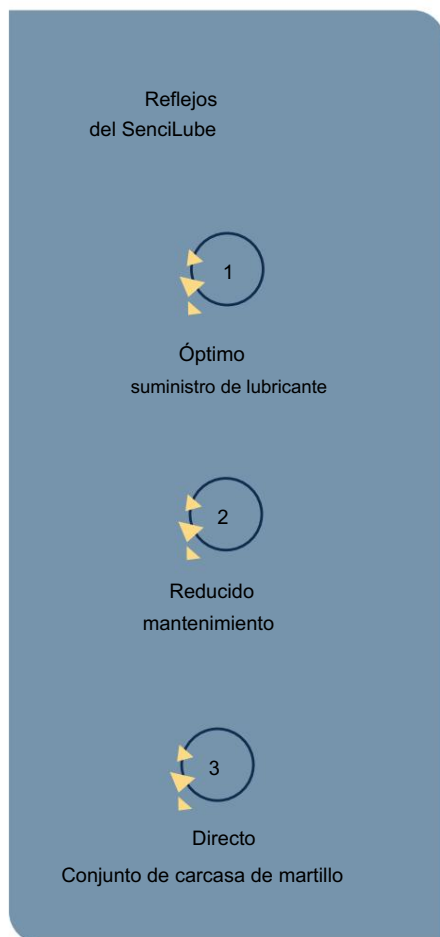 Reflejos
del SenciLube
1
Óptimo
suministro de lubricante
2
Reducido
mantenimiento
3
Directo
Conjunto de carcasa de martillo